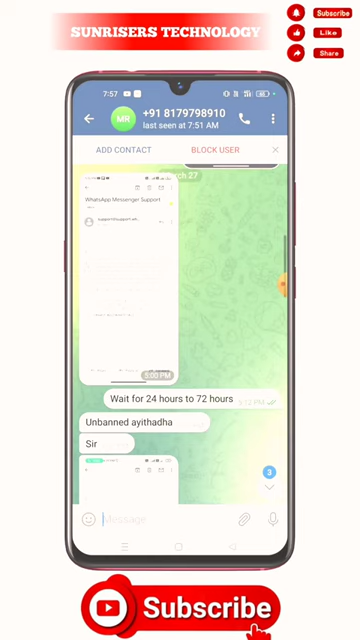 SUNRISERS TECHNOLOGY
Subscribe
Like
Share
7:57
MR
+91 8179798910
last seen at 7:51 AM
ADD CONTACT
BLOCK USER
rch 27
WhatsApp Messenger Support
5:00 PM
Wait for 24 hours to 72 hours
5:12 PM
Unbanned ayithadha
Sir
3
Message
Subscribe